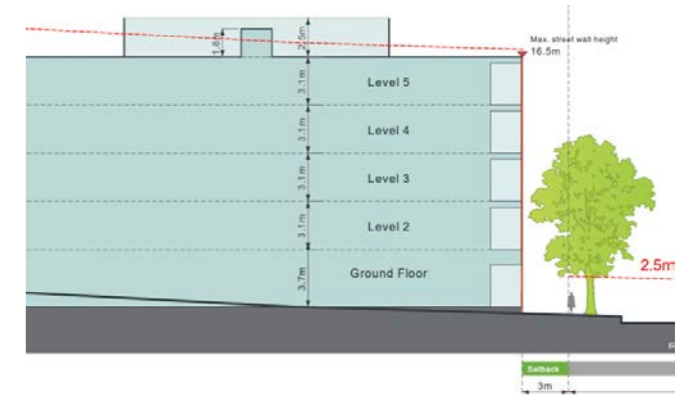 1.8m
2.5m
Max. street wall height
16.5m
3.1m
Level 5
3.1m
Level 4
3.1m
Level 3
3.1m
Level 2
3.7m
Ground Floor
2.5m
Setback
3m